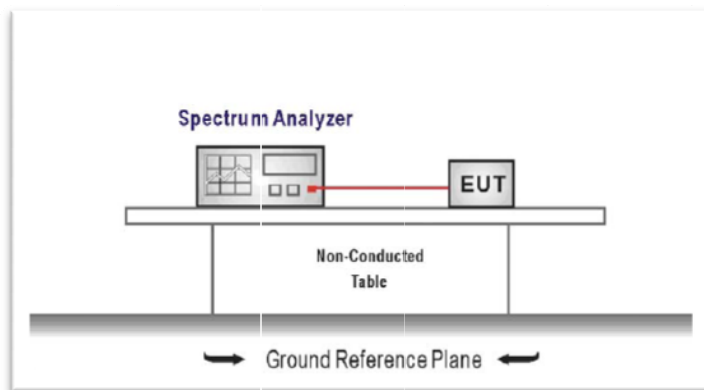 Spectrum Analyzer
EUT
Non-Conducted
Table
Ground Reference Plane